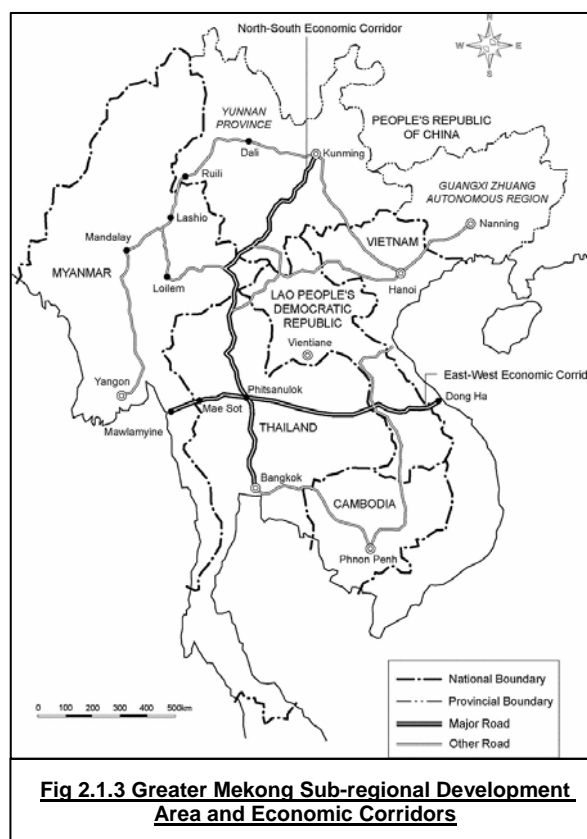 North-South Economic Corridor
N
W E
S
YUNNAN
PROVINCE
PEOPLE'S REPUBLIC
OF CHINA
Dali
Kunming
Ruili
GUANGXI ZHUANG
AUTONOMOUS REGION
Lashio
Nanning
Mandalay
VIETNAM
MYANMAR
Loilem
Hanoi
LAO PEOPLE'S
DEMOCRATIC
REPUBLIC
Vientiane
Yangon
Phitsanulok
East-West Economic Corrid
Mae Sot
Dong Ha
Mawlamyine
THAILAND
Bangkok
CAMBODIA
Phnon Penh
National Boundary
Provincial Boundary
Major Road
Other Road
0 100 200 300 400 500km
Fig 2.1.3 Greater Mekong Sub-regional Development
Area and Economic Corridors